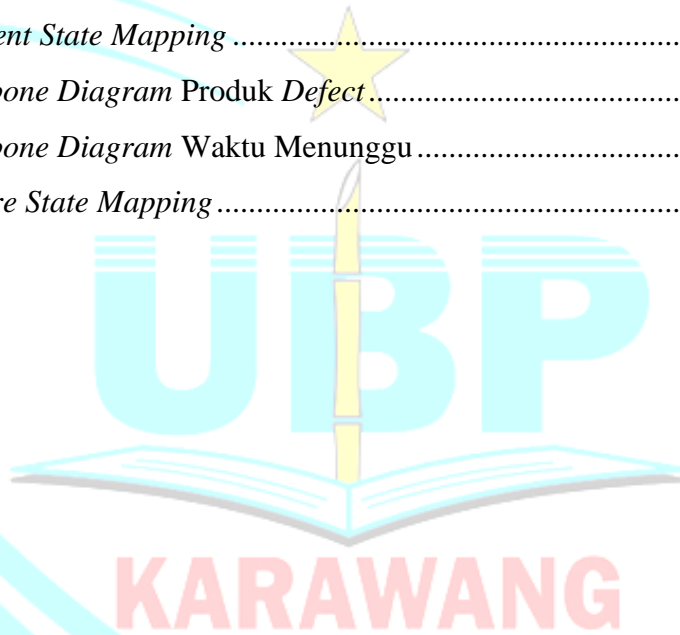 ent State Mapping ..........................................................
bone Diagram Produk Defect .........................................
bone Diagram Waktu Menunggu ...................................
re State Mapping ............................................................
UBP
KARAWANG